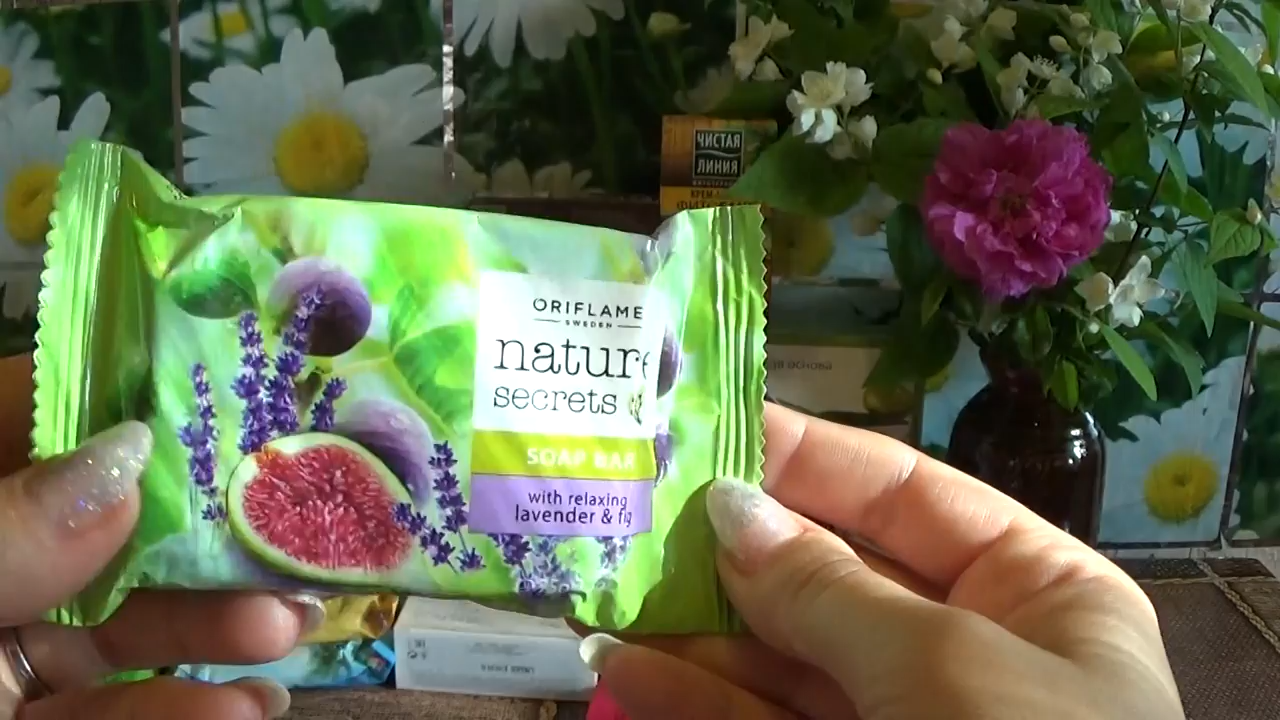 ЧИСТАЯ
ЛИНИЯ
ORIFLAME
SWEDEN
nature
secrets
SOAP BAR
with relaxing
lavender & fig
основа